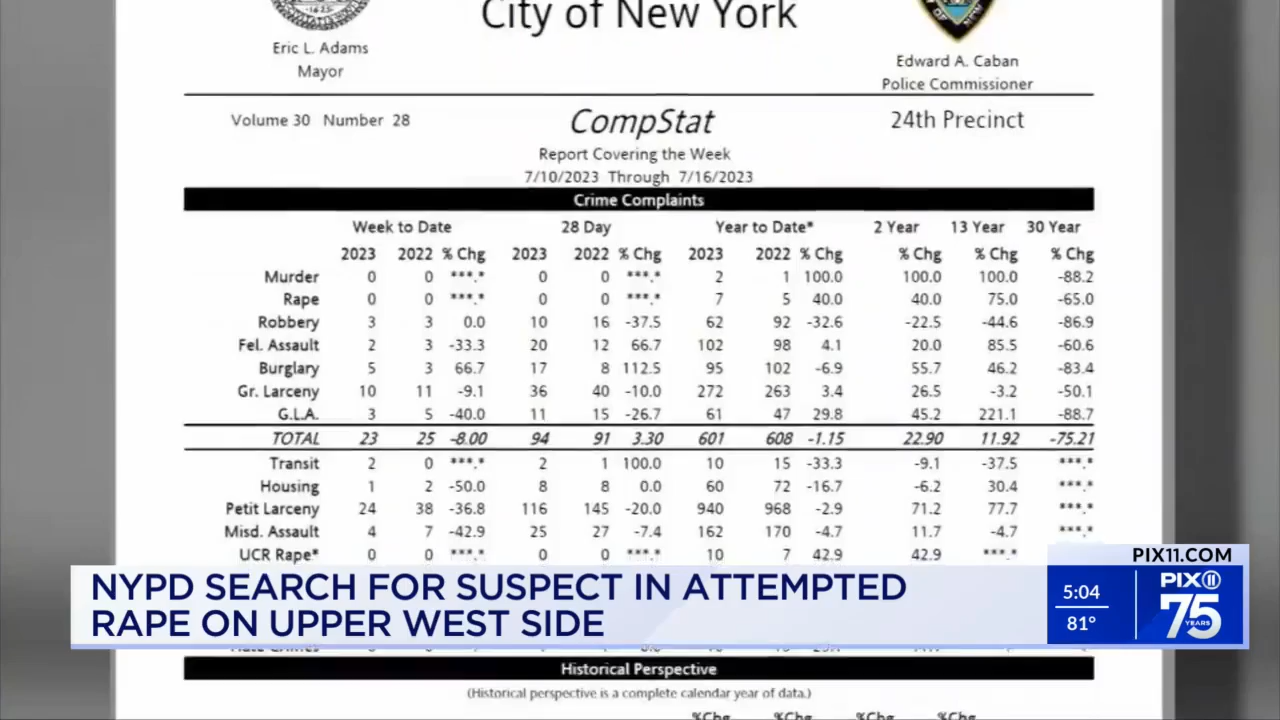 City of New York
Eric L. Adams
Mayor
Edward A. Caban
Police Commissioner
Volume 30 Number 28
CompStat
24th Precinct
Report Covering the Week
7/10/2023 Through 7/16/2023
Crime Complaints
Week to Date 28 Day Year to Date* 2 Year 13 Year 30 Year
2023 2022 % Chg 2023 2022 % Chg 2023 2022 % Chg % Chg % Chg % Chg
Murder 0 0 ***.* 0 0 ***.* 2 1 100.0 100.0 100.0 -88.2
Rape 0 0 ***.* 0 0 ***.* 7 5 40.0 40.0 75.0 -65.0
Robbery 3 3 0.0 10 16 -37.5 62 92 -32.6 -22.5 -44.6 -86.9
Fel. Assault 2 3 -33.3 20 12 66.7 102 98 4.1 20.0 85.5 -60.6
Burglary 5 3 66.7 17 8 112.5 95 102 -6.9 55.7 46.2 -83.4
Gr. Larceny 10 11 -9.1 36 40 -10.0 272 263 3.4 26.5 -3.2 -50.1
G.L.A. 3 5 -40.0 11 15 -26.7 61 47 29.8 45.2 221.1 -88.7
TOTAL 23 25 -8.00 94 91 3.30 601 608 -1.15 22.90 11.92 -75.21
Transit 2 0 ***.* 2 1 100.0 10 15 -33.3 -9.1 -37.5 ***.*
Housing 1 2 -50.0 8 8 0.0 60 72 -16.7 -6.2 30.4 ***.*
Petit Larceny 24 38 -36.8 116 145 -20.0 940 968 -2.9 71.2 77.7 ***.*
Misd. Assault 4 7 -42.9 25 27 -7.4 162 170 -4.7 11.7 -4.7 ***.*
UCR Rape* 0 0 ***.* 0 0 ***.* 10 7 42.9 42.9 ***.*
PIX11.COM
NYPD SEARCH FOR SUSPECT IN ATTEMPTED
RAPE ON UPPER WEST SIDE
5:04
81°
PIX11
75
YEARS
Historical Perspective
(Historical perspective is a complete calendar year of data.)
%Chg %Chg %Chg %Chg